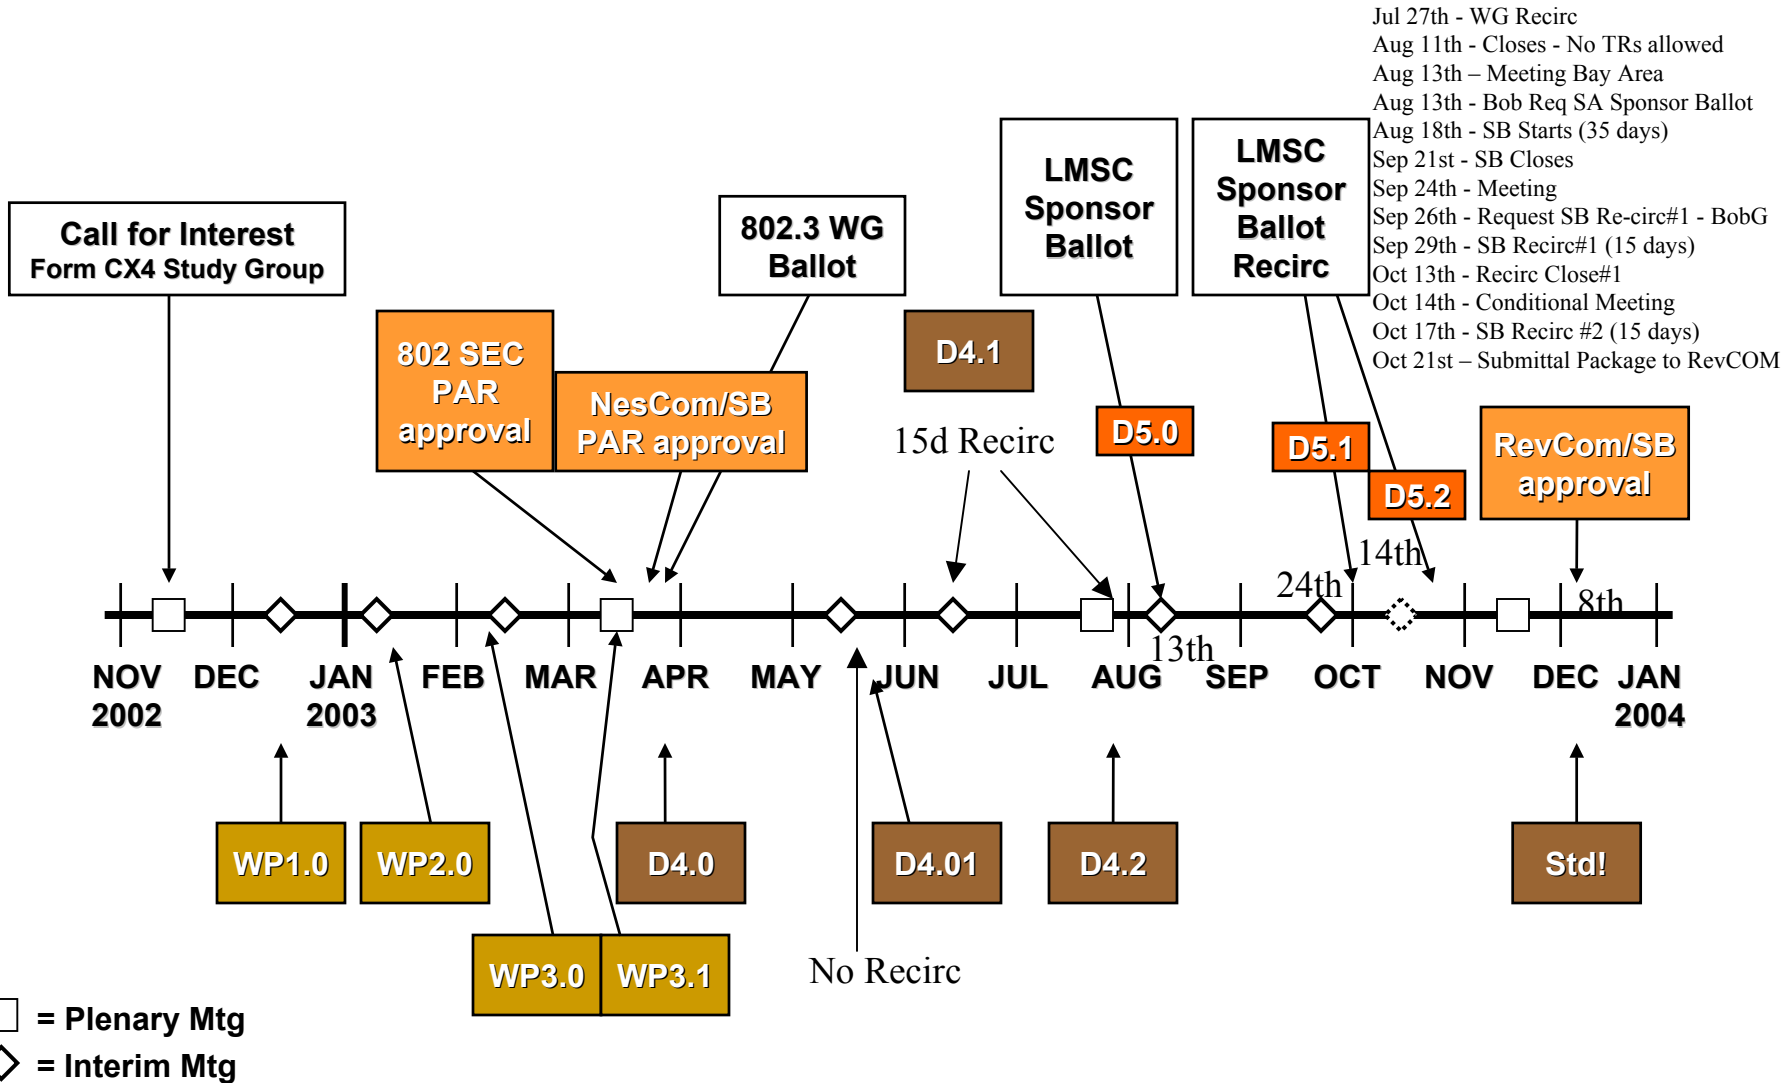 Jul 27th - WG Recirc
Aug 11th - Closes - No TRs allowed
Aug 13th – Meeting Bay Area
Aug 13th - Bob Req SA Sponsor Ballot
Aug 18th - SB Starts (35 days)
Sep 21st - SB Closes
Sep 24th - Meeting
Sep 26th - Request SB Re-circ#1 - BobG
Sep 29th - SB Recirc#1 (15 days)
Oct 13th - Recirc Close#1
Oct 14th - Conditional Meeting
Oct 17th - SB Recirc #2 (15 days)
Oct 21st – Submittal Package to RevCOM
Call for Interest
Form CX4 Study Group
802 SEC
PAR
approval
NesCom/SB
PAR approval
802.3 WG
Ballot
D4.1
15d Recirc
LMSC
Sponsor
Ballot
D5.0
LMSC
Sponsor
Ballot
Recirc
D5.1
D5.2
RevCom/SB
approval
14th
24th
8th
13th
NOV
2002
DEC
JAN
2003
FEB
MAR
APR
MAY
JUN
JUL
AUG
SEP
OCT
NOV
DEC
JAN
2004
WP1.0
WP2.0
D4.0
D4.01
D4.2
Std!
WP3.0
WP3.1
No Recirc
= Plenary Mtg
= Interim Mtg